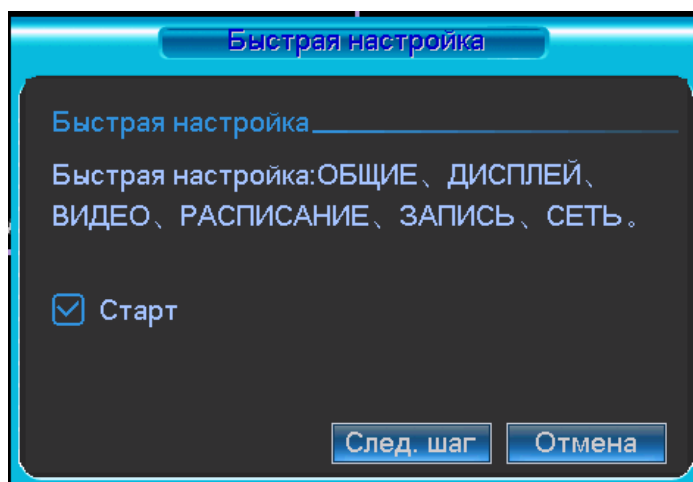 Быстрая настройка
Быстрая настройка
Быстрая настройка:ОБЩИЕ、ДИСПЛЕЙ、
ВИДЕО、РАСПИСАНИЕ、ЗАПИСЬ、СЕТЬ。
Старт
След. шаг Отмена